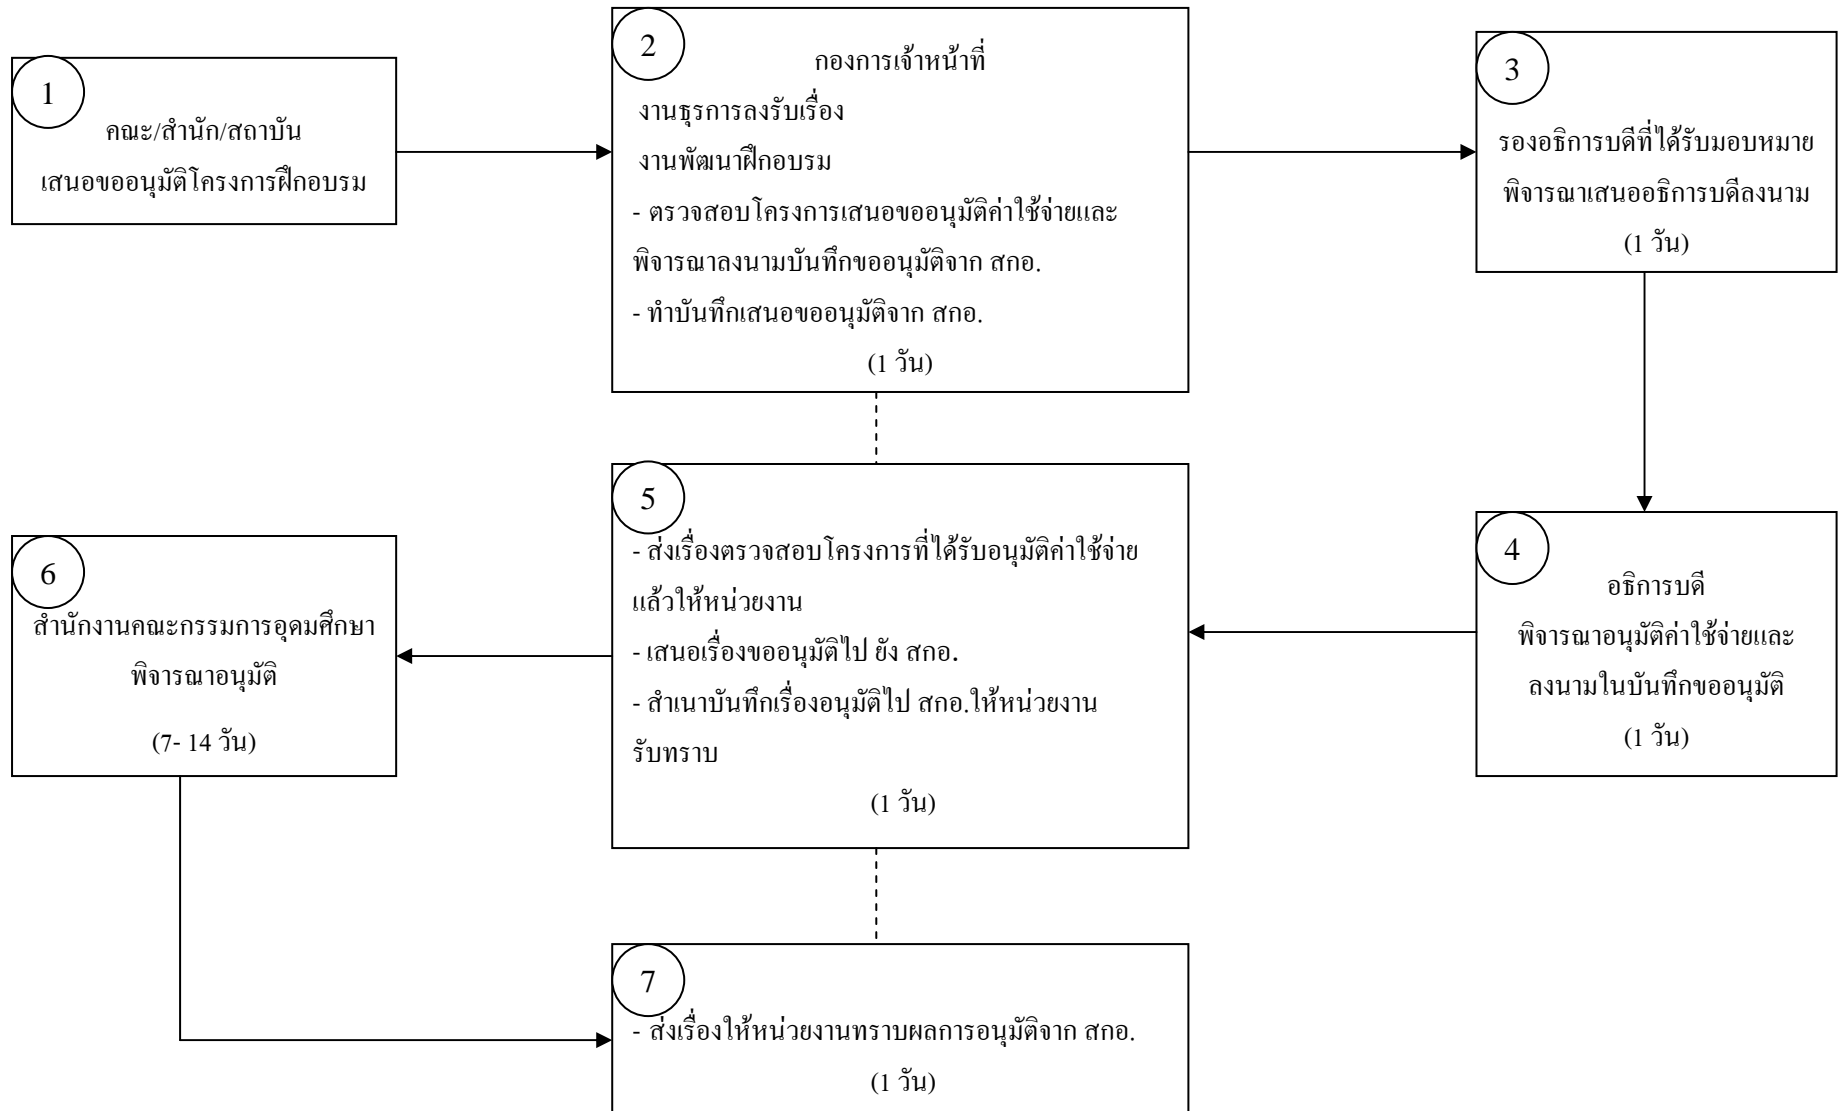 1
คณะ/สำนัก/สถาบัน
เสนอขออนุมัติโครงการฝึกอบรม
2
กองการเจ้าหน้าที่
งานธุรการลงรับเรื่อง
งานพัฒนาฝึกอบรม
- ตรวจสอบโครงการเสนอขออนุมัติค่าใช้จ่ายและ
พิจารณาลงนามบันทึกขออนุมัติจาก สกอ.
- ทำบันทึกเสนอขออนุมัติจาก สกอ.
(1 วัน)
3
รองอธิการบดีที่ได้รับมอบหมาย
พิจารณาเสนออธิการบดีลงนาม
(1 วัน)
4
อธิการบดี
พิจารณาอนุมัติค่าใช้จ่ายและ
ลงนามในบันทึกขออนุมัติ
(1 วัน)
5
- ส่งเรื่องตรวจสอบโครงการที่ได้รับอนุมัติค่าใช้จ่าย
แล้วให้หน่วยงาน
- เสนอเรื่องขออนุมัติไป ยัง สกอ.
- สำเนาบันทึกเรื่องอนุมัติไป สกอ.ให้หน่วยงาน
รับทราบ
(1 วัน)
6
สำนักงานคณะกรรมการอุดมศึกษา
พิจารณาอนุมัติ
(7- 14 วัน)
7
- ส่งเรื่องให้หน่วยงานทราบผลการอนุมัติจาก สกอ.
(1 วัน)